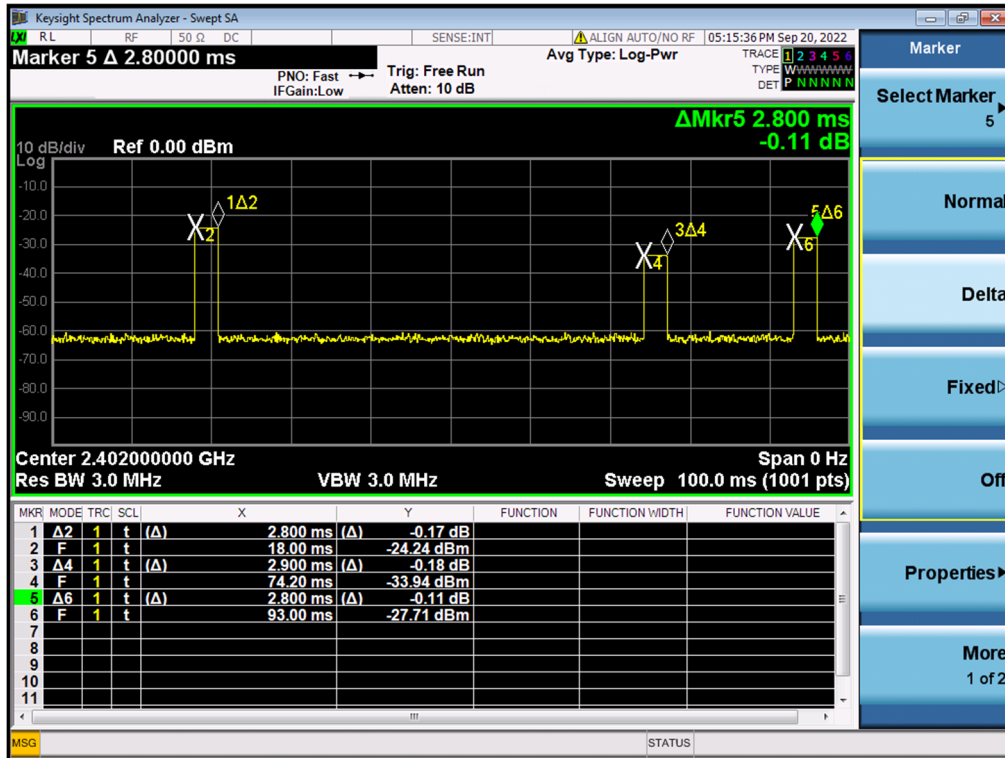 Keysight Spectrum Analyzer - Swept SA
LXI RL RF 50 Ω DC SENSE:INT ALIGN AUTO/NO RF 05:15:36 PM Sep 20, 2022
Marker 5 Δ 2.80000 ms
PNO: Fast
IFGain:Low
Trig: Free Run
Atten: 10 dB
Avg Type: Log-Pwr
TRACE 1 2 3 4 5 6
TYPE WWWWWW
DET P N N N N N
ΔMkr5 2.800 ms
-0.11 dB
10 dB/div Ref 0.00 dBm
Log
-10.0
-20.0
-30.0
-40.0
-50.0
-60.0
-70.0
-80.0
-90.0
1Δ2
2
3Δ4
4
5Δ6
6
Center 2.402000000 GHz Span 0 Hz
Res BW 3.0 MHz VBW 3.0 MHz Sweep 100.0 ms (1001 pts)
MKR MODE TRC SCL X Y FUNCTION FUNCTION WIDTH FUNCTION VALUE
1 Δ2 1 t (Δ) 2.800 ms (Δ) -0.17 dB
2 F 1 t 18.00 ms -24.24 dBm
3 Δ4 1 t (Δ) 2.900 ms (Δ) -0.18 dB
4 F 1 t 74.20 ms -33.94 dBm
5 Δ6 1 t (Δ) 2.800 ms (Δ) -0.11 dB
6 F 1 t 93.00 ms -27.71 dBm
7
8
9
10
11
MSG STATUS
Marker
Select Marker
5
Normal
Delta
Fixed
Off
Properties
More
1 of 2